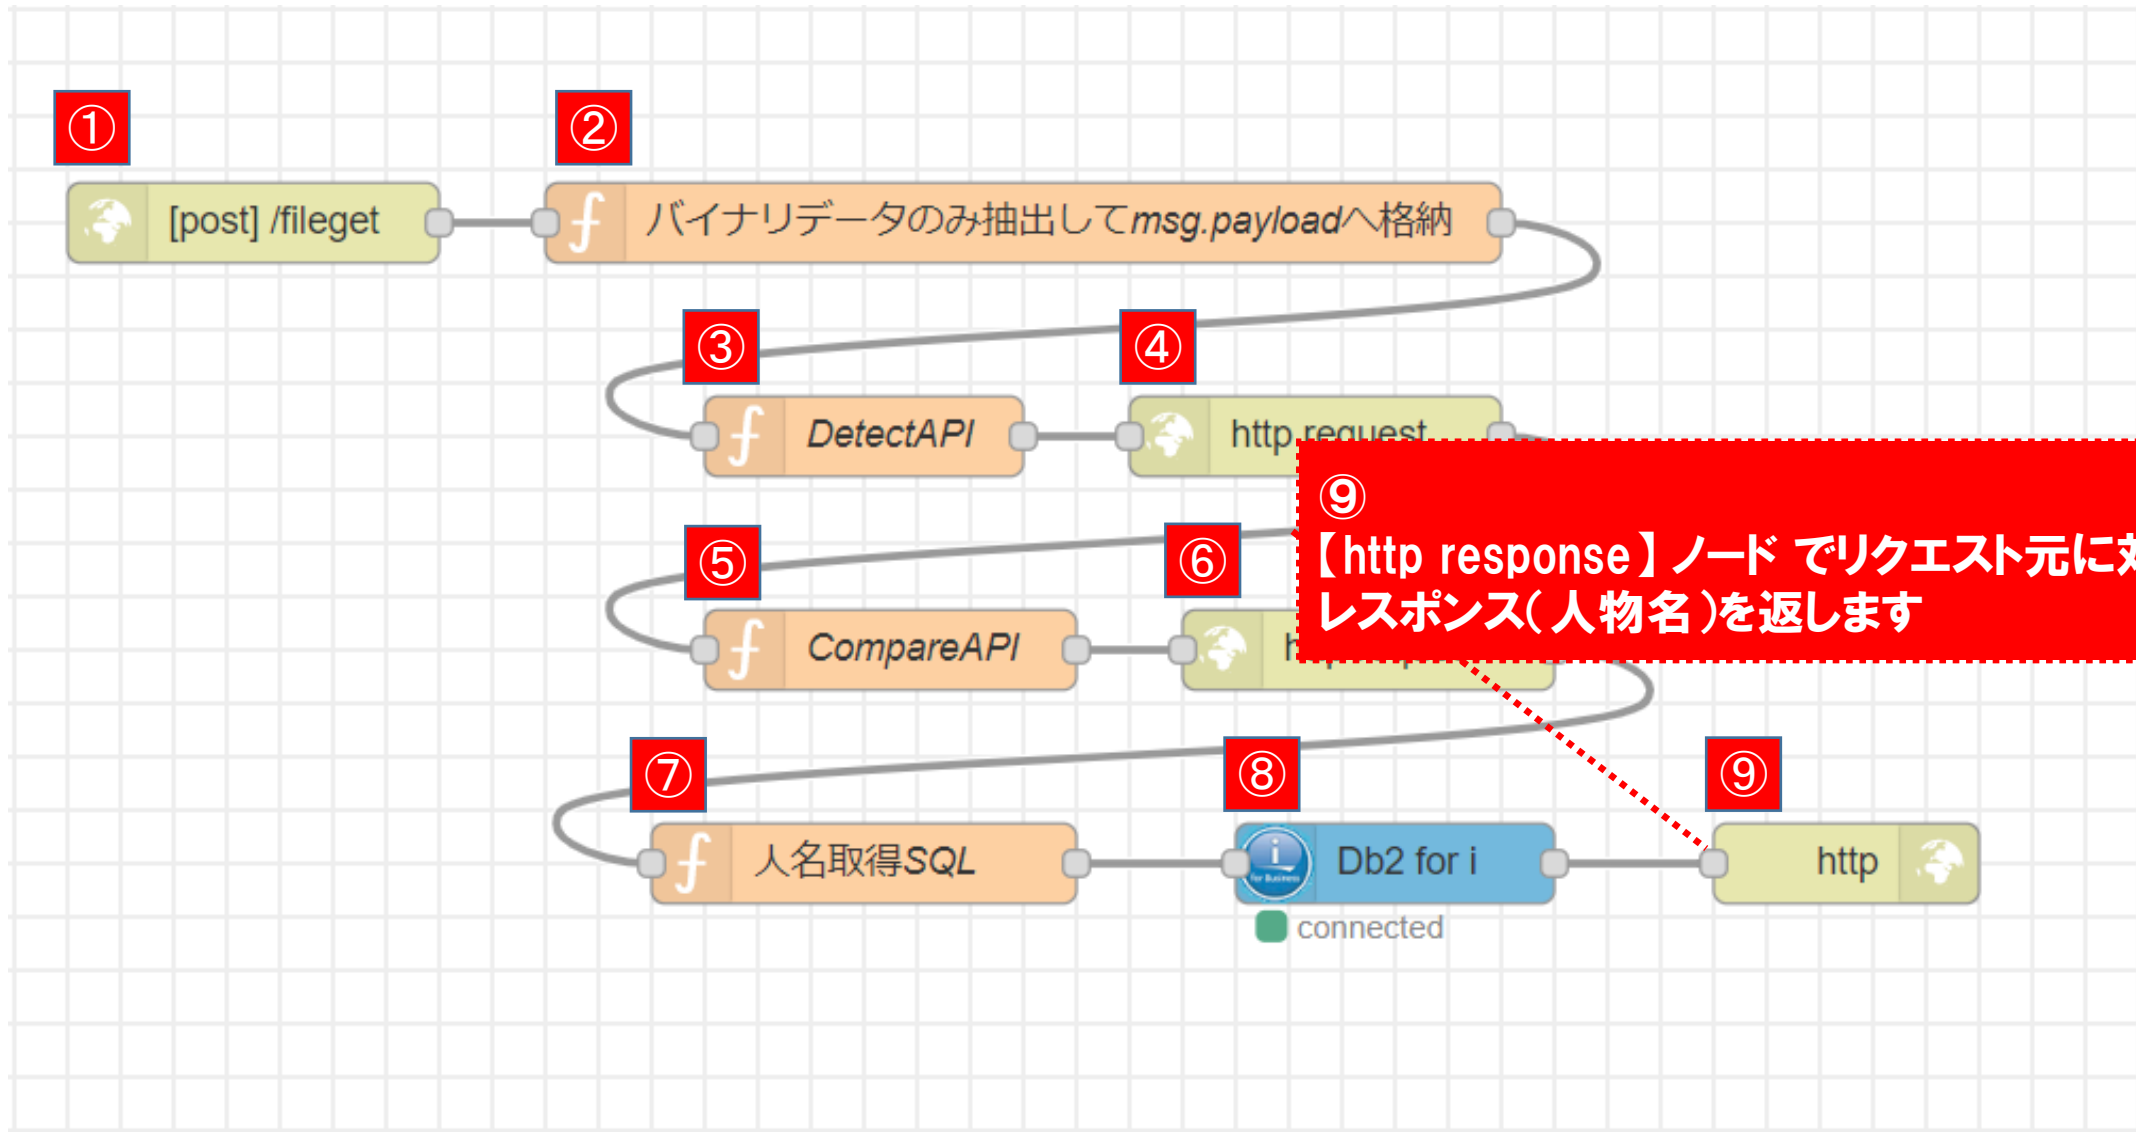 ①
②
[post] /fileget
バイナリデータのみ抽出してmsg.payloadへ格納
③
④
DetectAPI
http request
⑨
【http response】ノード でリクエスト元に
レスポンス(人物名)を返します
⑤
⑥
CompareAPI
⑦
⑧
⑨
人名取得SQL
Db2 for i
http
connected
i
for Business